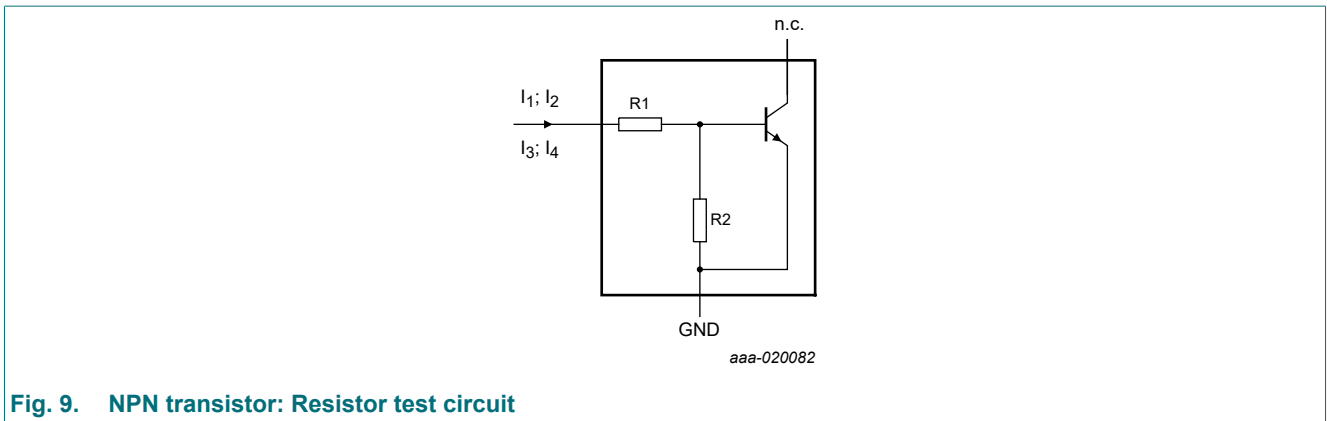 n.c.
I1; I2
R1
I3; I4
R2
GND
aaa-020082
Fig. 9. NPN transistor: Resistor test circuit